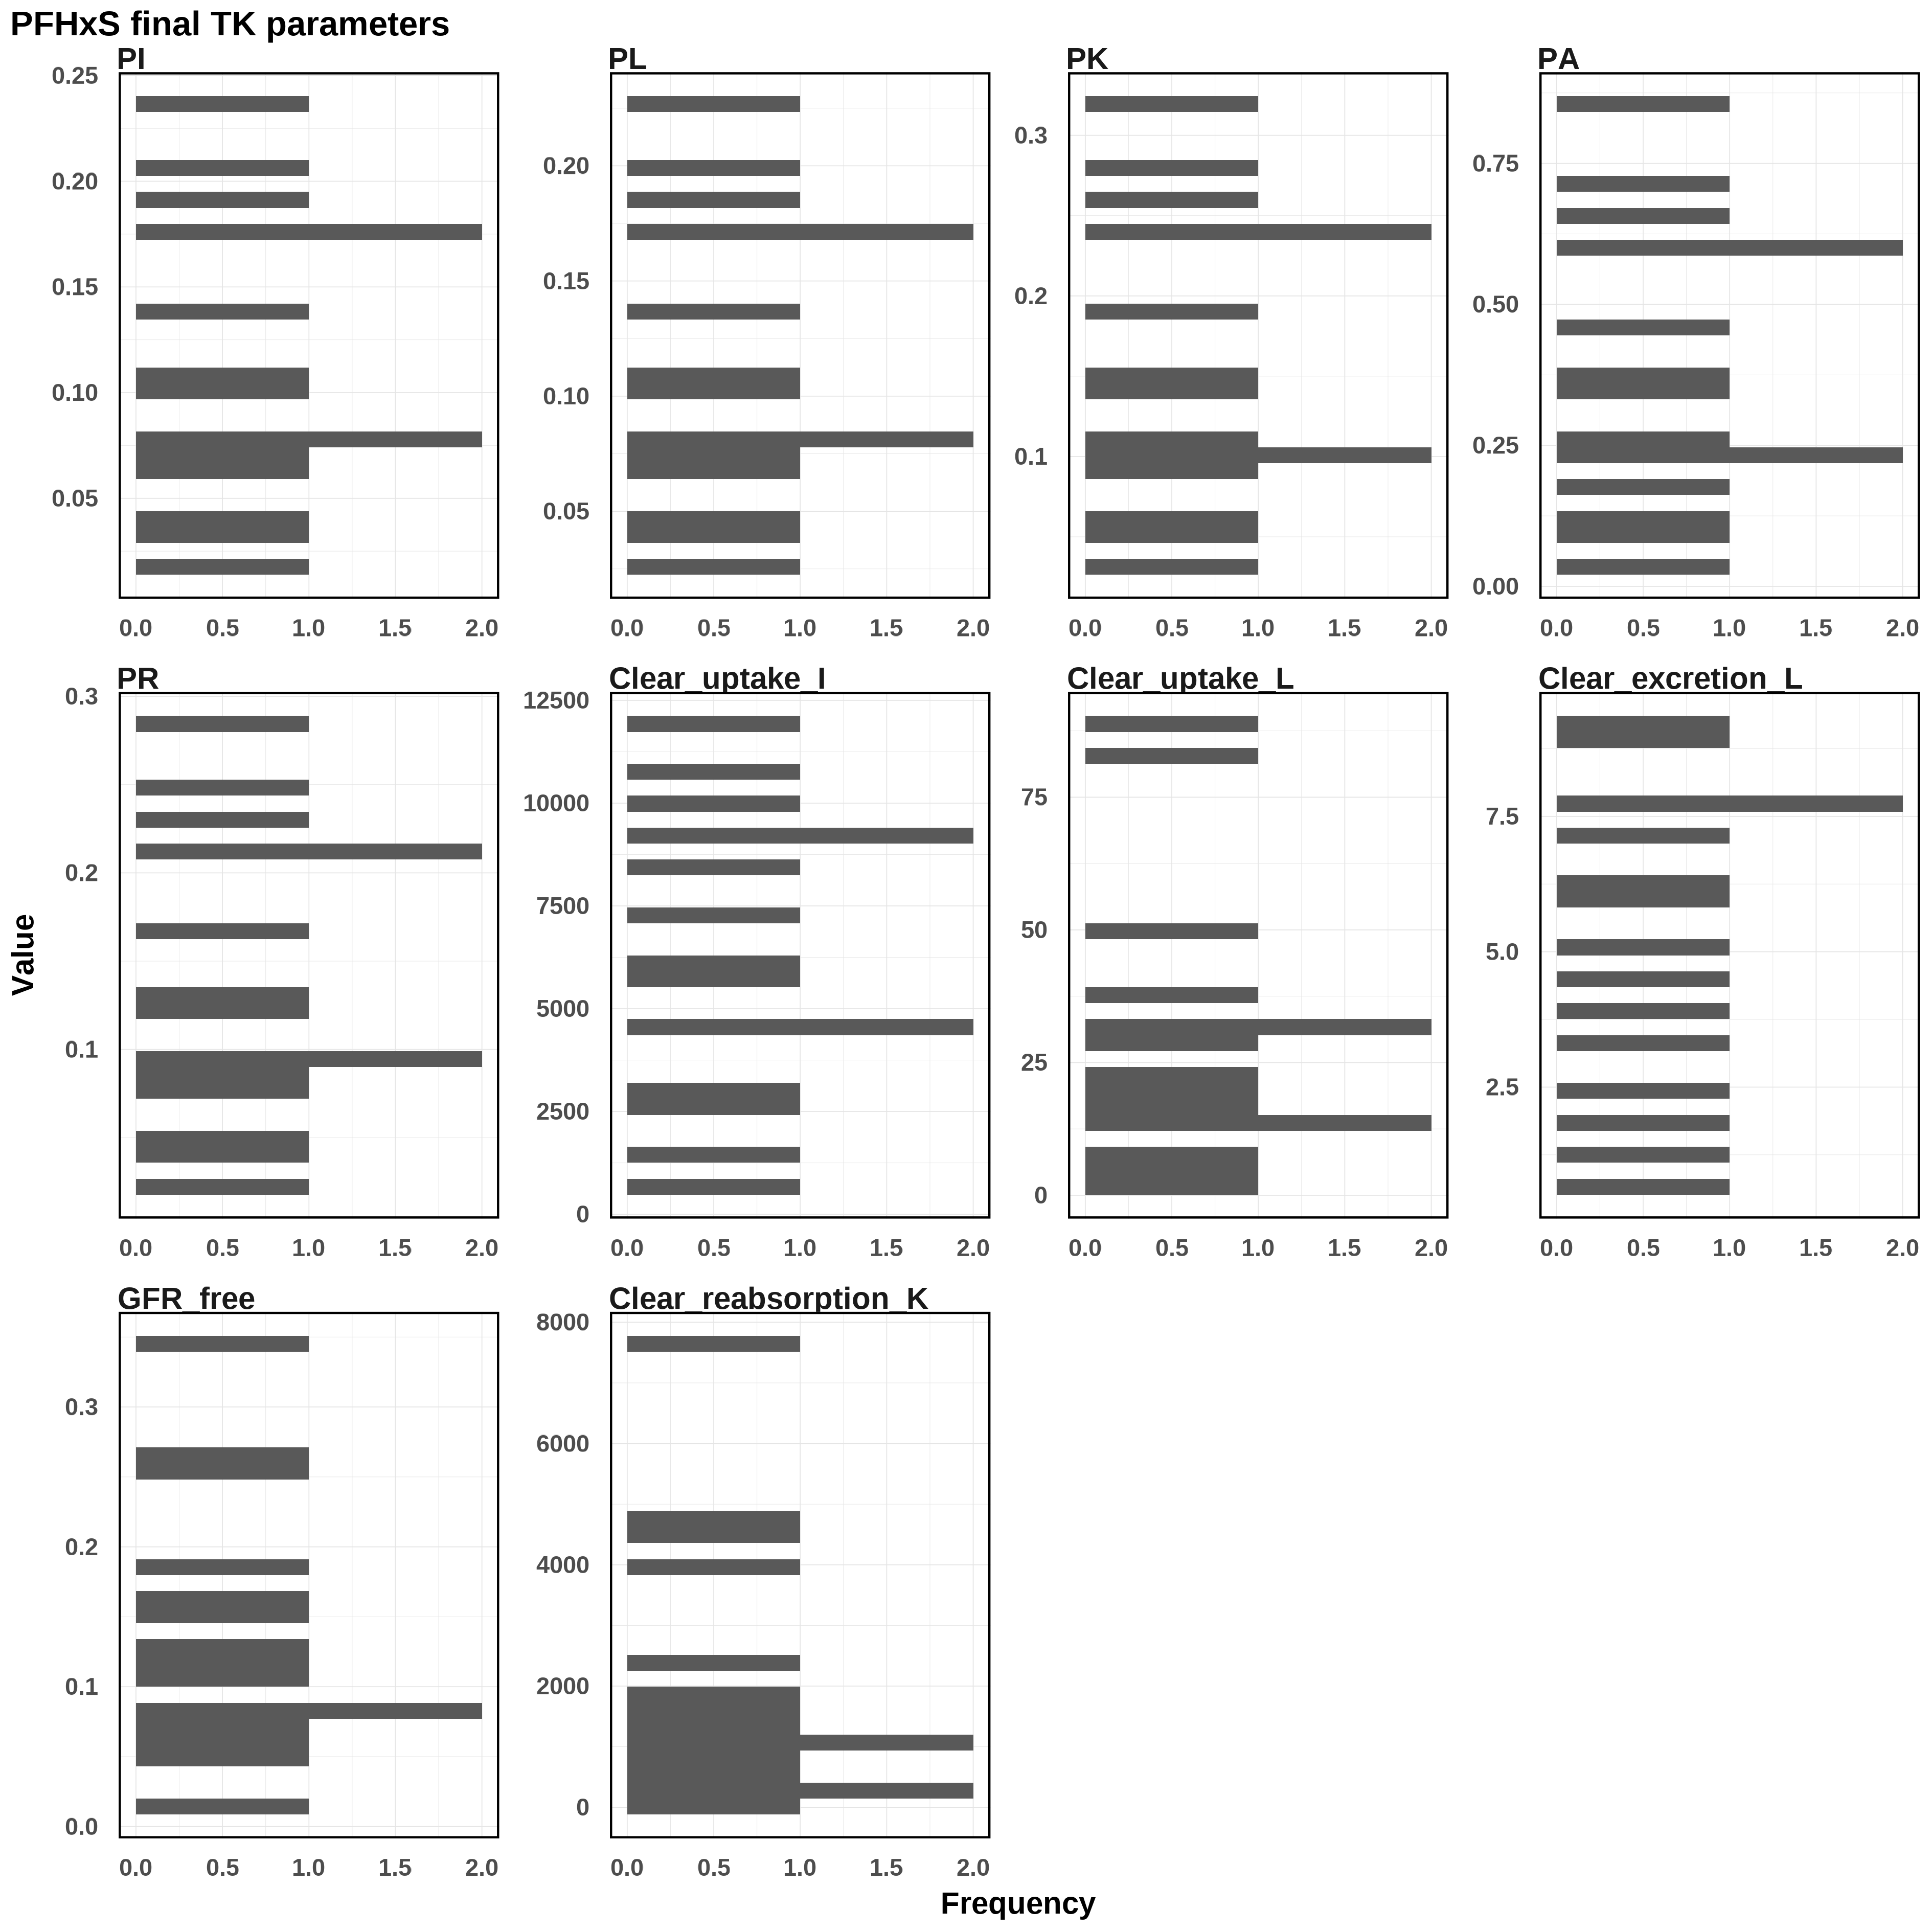 PFHxS final TK parameters
PI PL PK PA
0.25 0.20 0.15 0.10 0.05
0.20 0.15 0.10 0.05
0.3 0.2 0.1
0.75 0.50 0.25 0.00
0.0 0.5 1.0 1.5 2.0 0.0 0.5 1.0 1.5 2.0 0.0 0.5 1.0 1.5 2.0 0.0 0.5 1.0 1.5 2.0
PR Clear_uptake_I Clear_uptake_L Clear_excretion_L
0.3 0.2 0.1
12500 10000 7500 5000 2500 0
75 50 25 0
7.5 5.0 2.5
0.0 0.5 1.0 1.5 2.0 0.0 0.5 1.0 1.5 2.0 0.0 0.5 1.0 1.5 2.0 0.0 0.5 1.0 1.5 2.0
Value
GFR_free Clear_reabsorption_K
0.3 0.2 0.1 0.0
8000 6000 4000 2000 0
0.0 0.5 1.0 1.5 2.0 0.0 0.5 1.0 1.5 2.0
Frequency